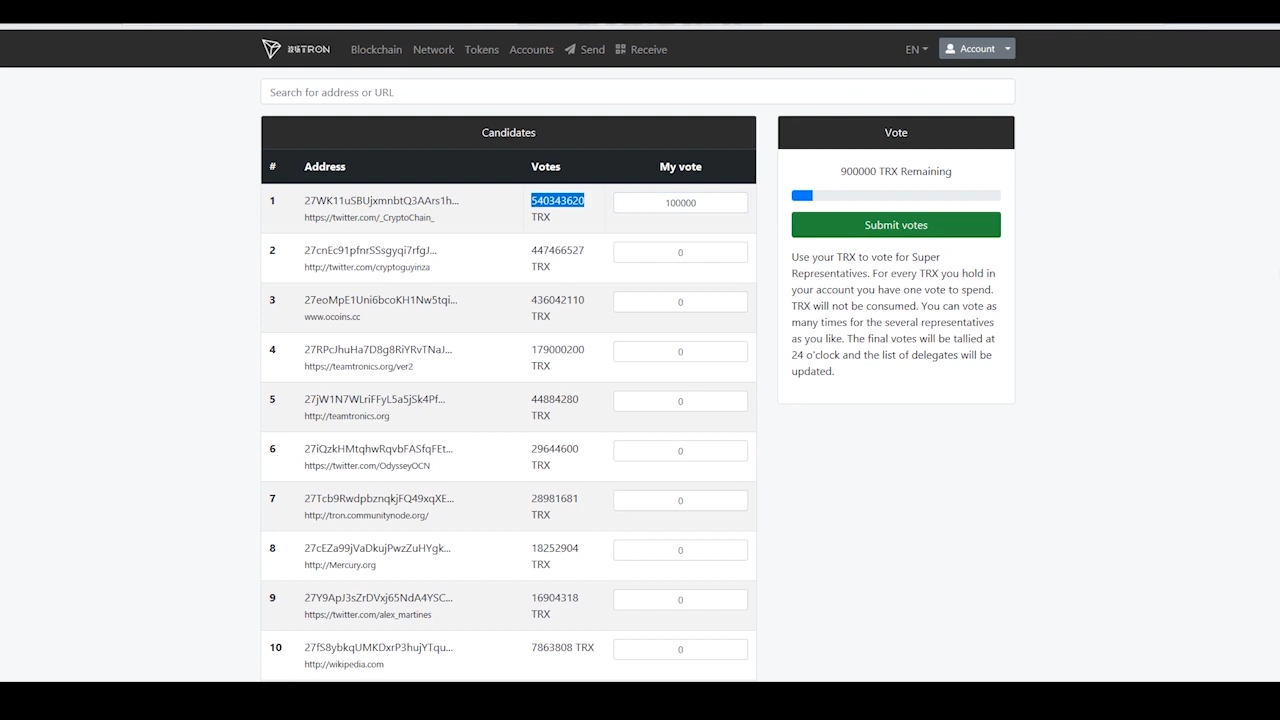 波场TRON Blockchain Network Tokens Accounts Send Receive EN Account
Search for address or URL
Candidates
# Address Votes My vote
1 27WK11uSBUjxmnbtQ3AArs1h... 540343620 100000
https://twitter.com/_CryptoChain_ TRX
2 27cnEc91pfnrSSsgyqi7rfgJ... 447466527 0
http://twitter.com/cryptoguyinza TRX
3 27eoMpE1Uni6bcoKH1Nw5tqi... 436042110 0
www.ocoins.cc TRX
4 27RPcJhuHa7D8g8RiYRvTNaJ... 179000200 0
https://teamtronics.org/ver2 TRX
5 27jW1N7WLriFFyL5a5jSk4Pf... 44884280 0
http://teamtronics.org TRX
6 27iQzkHMtqhwRqvbFASfqFEt... 29644600 0
https://twitter.com/OdysseyOCN TRX
7 27Tcb9RwdpbznqkjFQ49xqXE... 28981681 0
http://tron.communitynode.org/ TRX
8 27cEZa99jVaDkujPwzZuHYgk... 18252904 0
http://Mercury.org TRX
9 27Y9ApJ3sZrDVxj65NdA4YSC... 16904318 0
https://twitter.com/alex_martines TRX
10 27fS8ybkqUMKDxrP3hujYTqu... 7863808 TRX 0
http://wikipedia.com
Vote
900000 TRX Remaining
Submit votes
Use your TRX to vote for Super
Representatives. For every TRX you hold in
your account you have one vote to spend.
TRX will not be consumed. You can vote as
many times for the several representatives
as you like. The final votes will be tallied at
24 o'clock and the list of delegates will be
updated.